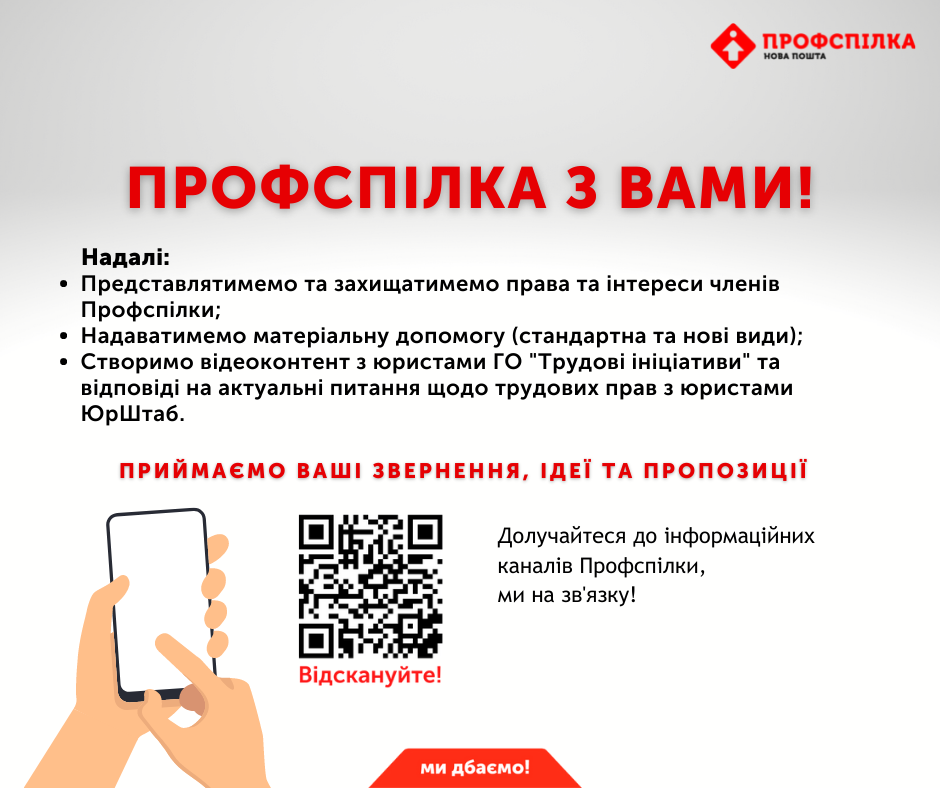 ПРОФСПІЛКА
НОВА ПОШТА
ПРОФСПІЛКА З ВАМИ!
Надалі:
• Представлятимемо та захищатимемо права та інтереси членів
Профспілки;
• Надаватимемо матеріальну допомогу (стандартна та нові види);
• Створимо відеоконтент з юристами ГО "Трудові ініціативи" та
відповіді на актуальні питання щодо трудових прав з юристами
ЮрШтаб.
ПРИЙМАЄМО ВАШІ ЗВЕРНЕННЯ, ІДЕЇ ТА ПРОПОЗИЦІЇ
Долучайтеся до інформаційних
каналів Профспілки,
ми на зв'язку!
Відскануйте!
ми дбаємо!